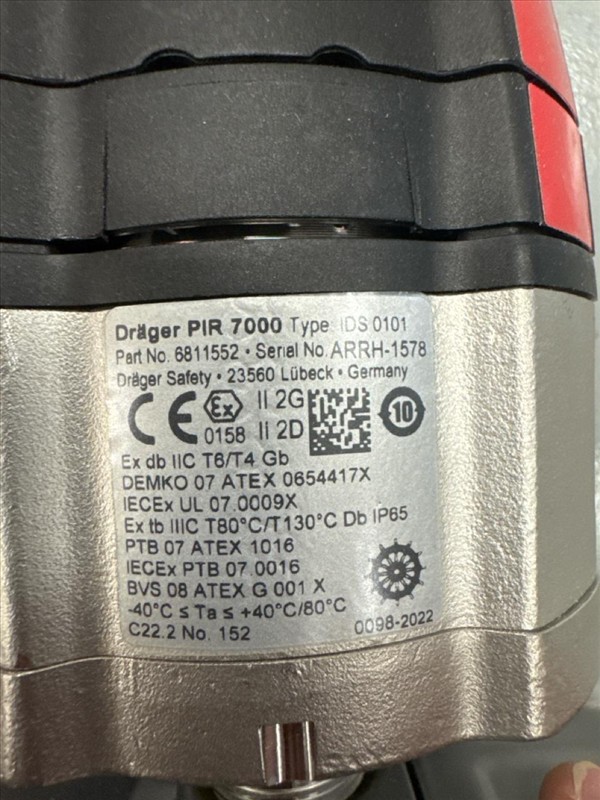 Dräger PIR 7000 Type: IDS 0101
Part No. 6811552 • Serial No. ARRH-1578
Dräger Safety • 23560 Lübeck • Germany
CE 0158 Ex II 2G
II 2D
10
Ex db IIC T6/T4 Gb
DEMKO 07 ATEX 0654417X
IECEx UL 07.0009X
Ex tb IIIC T80°C/T130°C Db IP65
PTB 07 ATEX 1016
IECEx PTB 07.0016
BVS 08 ATEX G 001 X
-40°C ≤ Ta ≤ +40°C/80°C
C22.2 No. 152
0098-2022